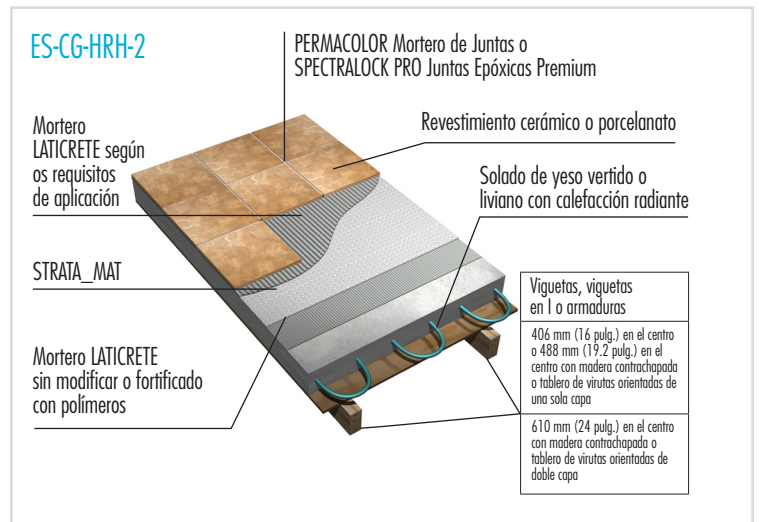 ES-CG-HRH-2
PERMACOLOR Mortero de Juntas o
SPECTRALOCK PRO Juntas Epóxicas Premium
Mortero
LATICRETE según
os requisitos
de aplicación
Revestimiento cerámico o porcelanato
Solado de yeso vertido o
liviano con calefacción radiante
STRATA_MAT
Mortero LATICRETE
sin modificar o fortificado
con polímeros
Viguetas, viguetas
en I o armaduras
406 mm (16 pulg.) en el centro
o 488 mm (19.2 pulg.) en el
centro con madera contrachapada
o tablero de virutas orientadas de
una sola capa
610 mm (24 pulg.) en el centro
con madera contrachapada o
tablero de virutas orientadas de
doble capa